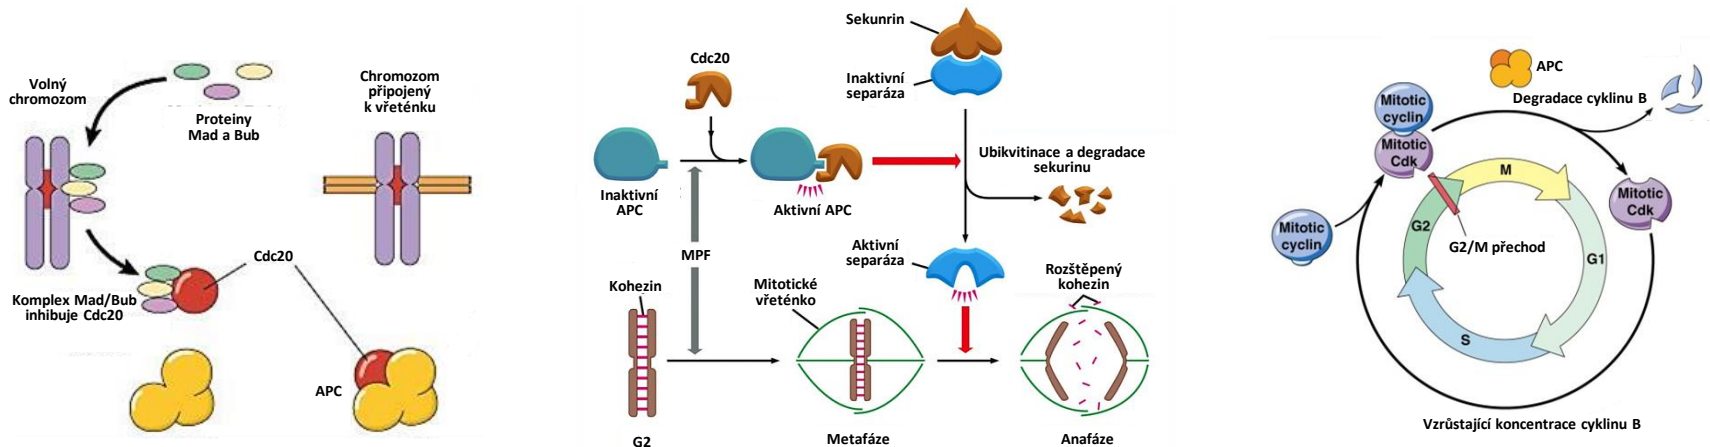 Volný
chromozom
Proteiny
Mad a Bub
Chromozom
připojený
k vřeténku
Cdc20
Komplex Mad/Bub
inhibuje Cdc20
APC
Sekunrin
Inaktivní
separáza
Cdc20
Inaktivní
APC
Aktivní APC
Ubikvitinace a degradace
sekurinu
MPF
Aktivní
separáza
Kohezin
Mitotické
vřeténko
Rozštěpený
kohezin
G2
Metafáze
Anafáze
APC
Degradace cyklinu B
Mitotic
cyclin
Mitotic
Cdk
Mitotic
cyclin
Mitotic
Cdk
M
G2
G1
S
G2/M přechod
Vzrůstající koncentrace cyklinu B